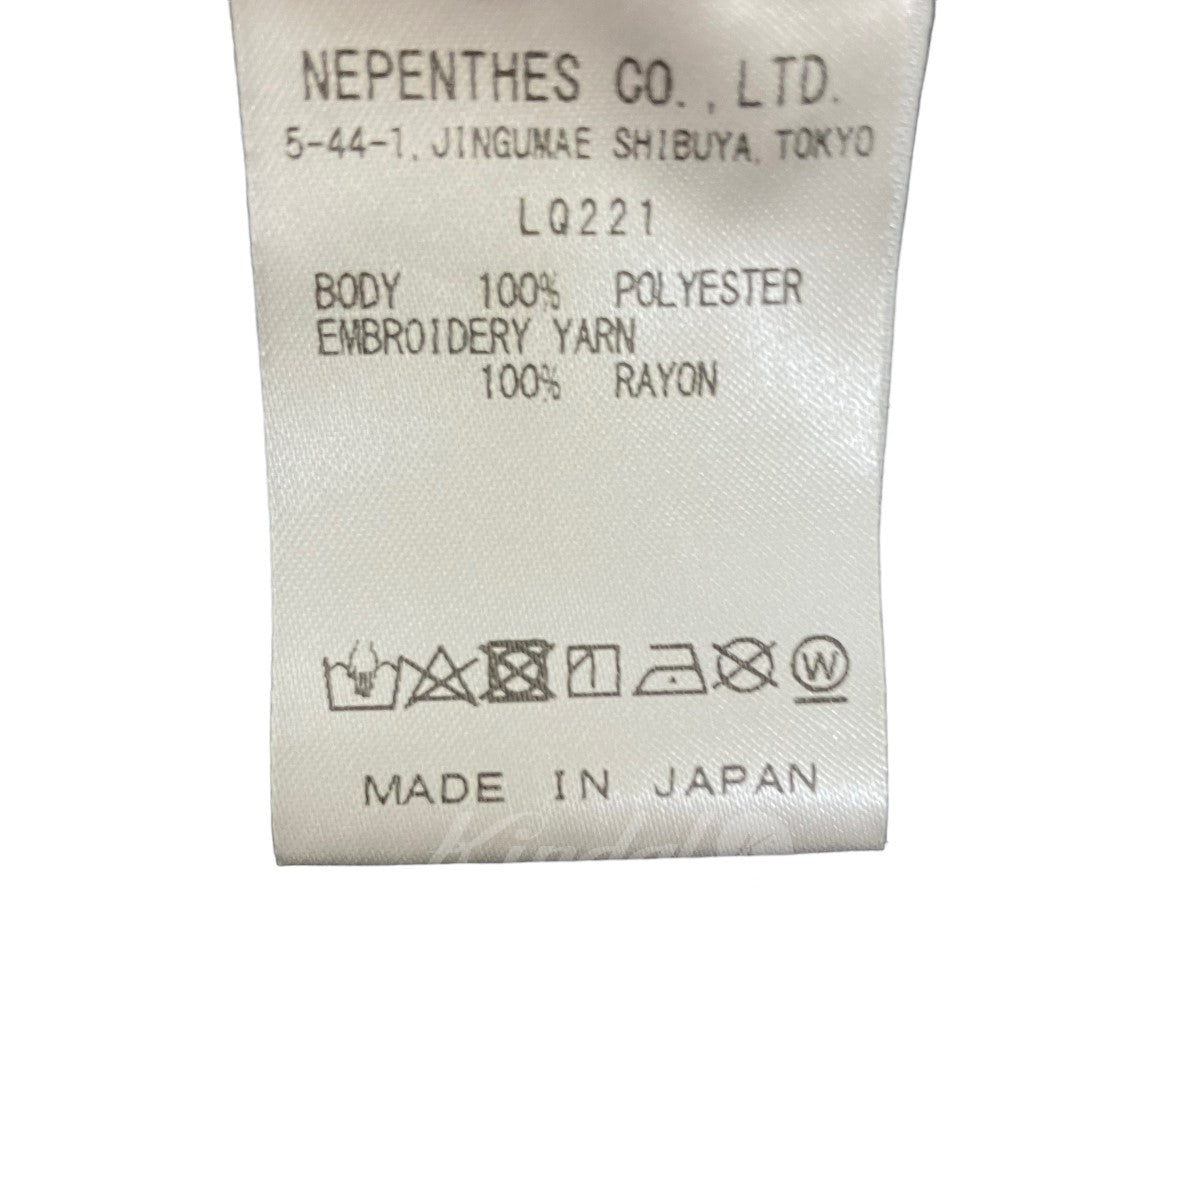 NEPENTHES CO., LTD.
5-44-1, JINGUMAE SHIBUYA, TOKYO
LQ221
BODY 100% POLYESTER
EMBROIDERY YARN
100% RAYON
W
MADE IN JAPAN